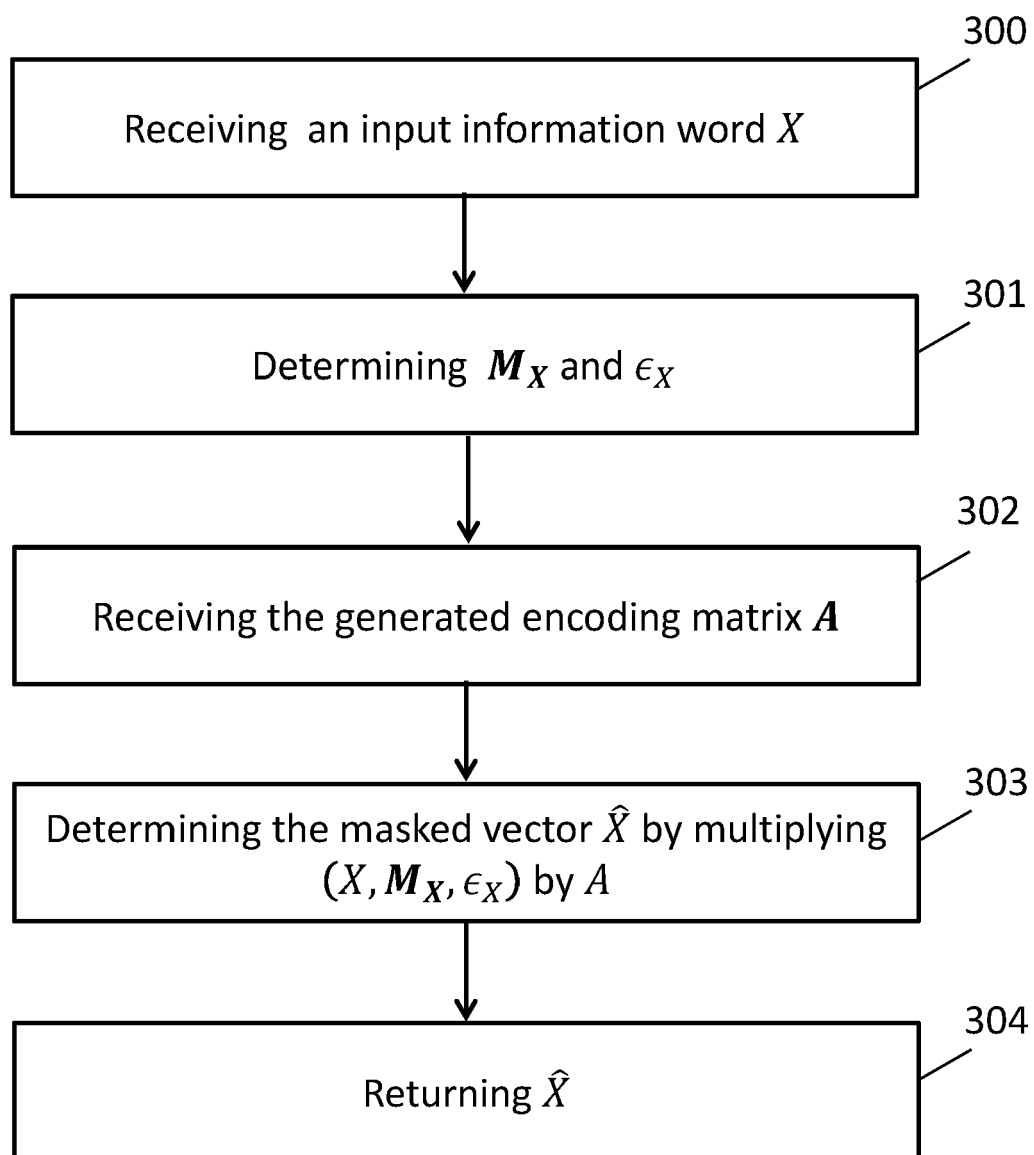 300
Receiving an input information word X
301
Determining M_X and ϵ_X
302
Receiving the generated encoding matrix A
303
Determining the masked vector X̂ by multiplying
(X, M_X, ϵ_X) by A
304
Returning X̂